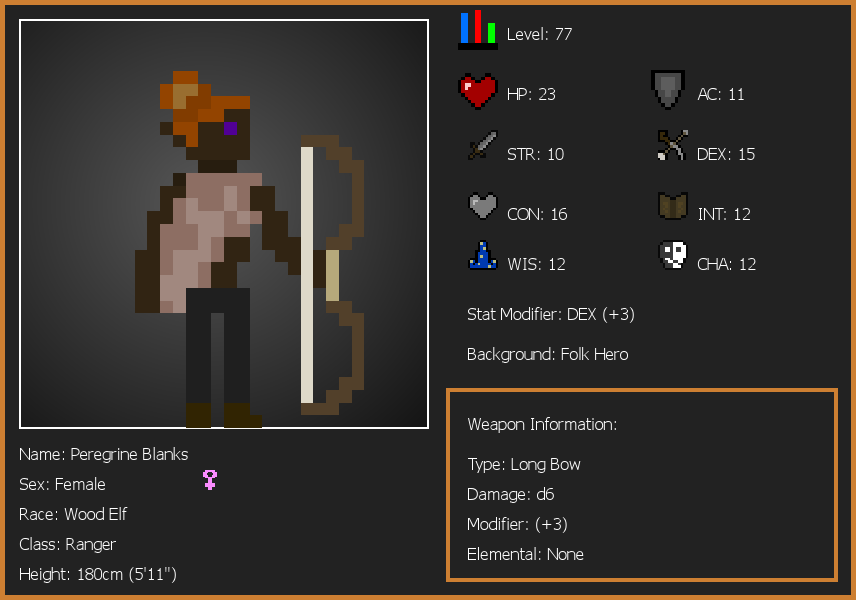 Level: 77
HP: 23
AC: 11
STR: 10
DEX: 15
CON: 16
INT: 12
WIS: 12
CHA: 12
Stat Modifier: DEX (+3)
Background: Folk Hero
Weapon Information:
Type: Long Bow
Damage: d6
Modifier: (+3)
Elemental: None
Name: Peregrine Blanks
Sex: Female
Race: Wood Elf
Class: Ranger
Height: 180cm (5'11")